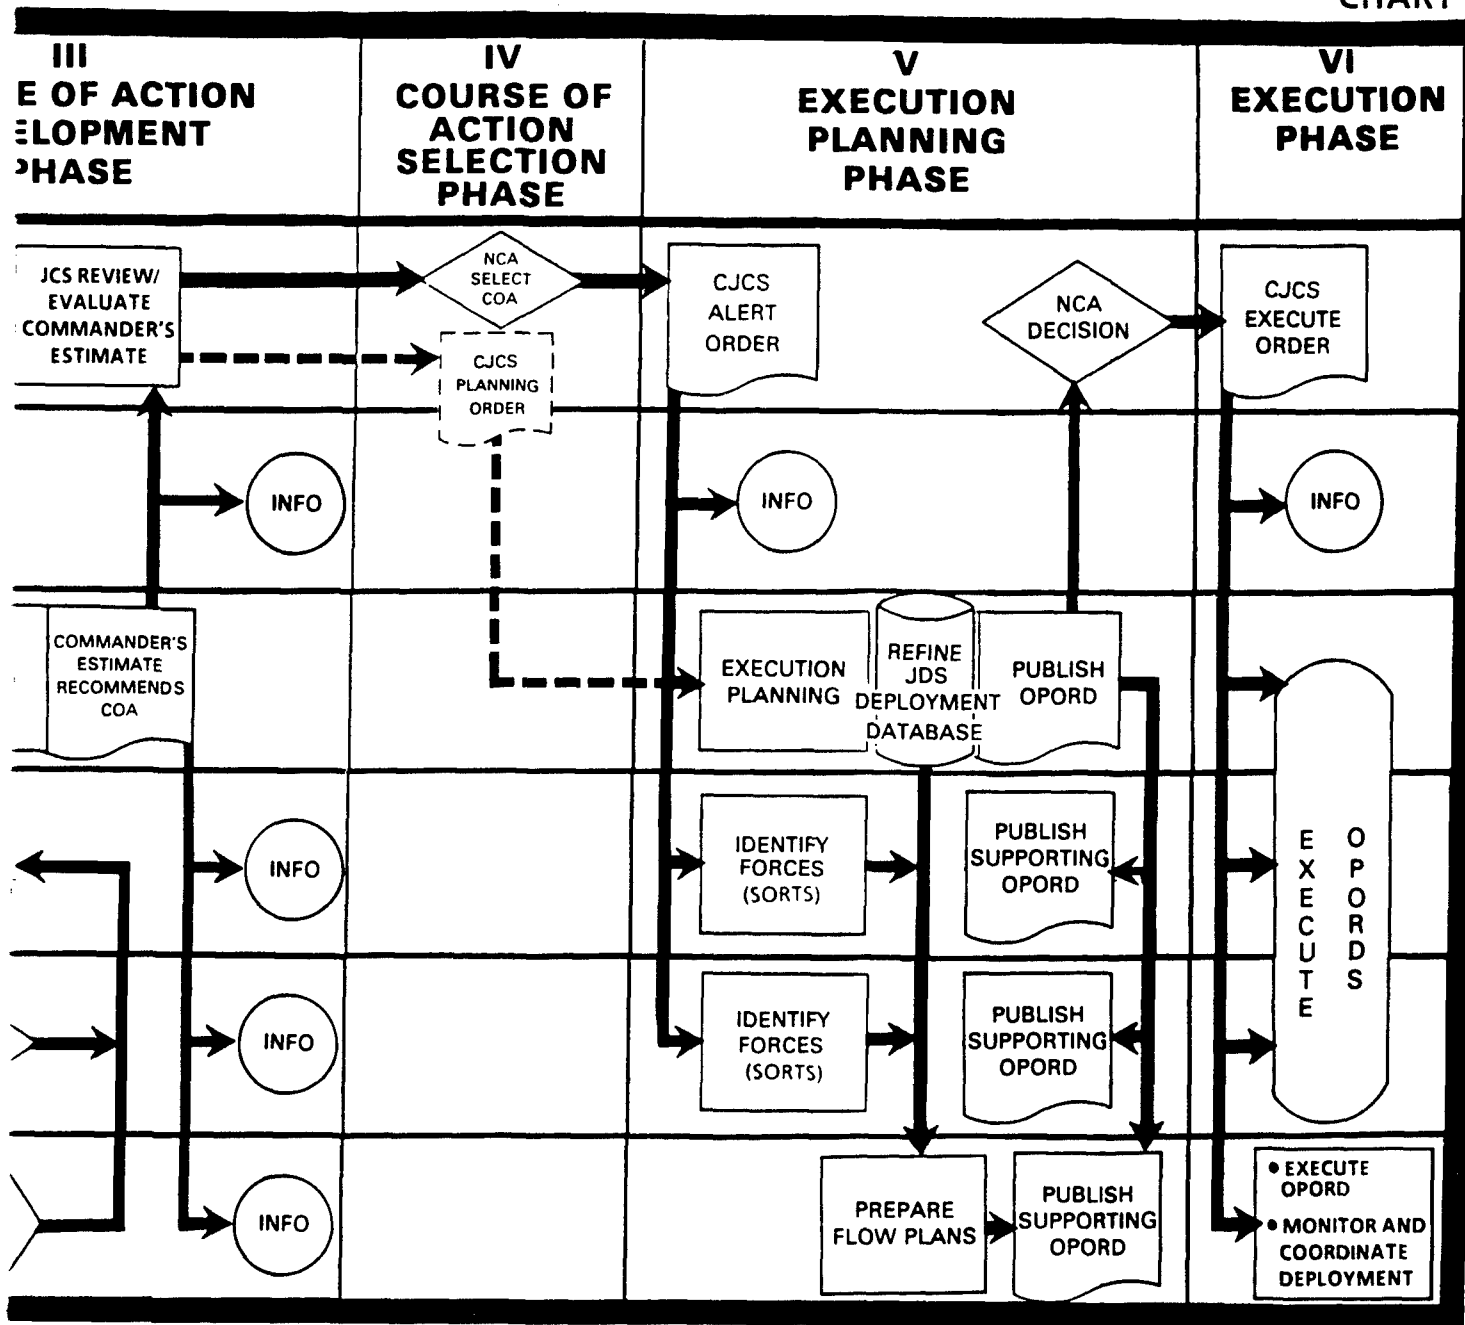 CHART
III
E OF ACTION
ELOPMENT
PHASE
IV
COURSE OF
ACTION
SELECTION
PHASE
V
EXECUTION
PLANNING
PHASE
VI
EXECUTION
PHASE
JCS REVIEW/
EVALUATE
COMMANDER'S
ESTIMATE
NCA
SELECT
COA
CJCS
PLANNING
ORDER
CJCS
ALERT
ORDER
NCA
DECISION
CJCS
EXECUTE
ORDER
INFO
INFO
INFO
COMMANDER'S
ESTIMATE
RECOMMENDS
COA
EXECUTION
PLANNING
REFINE
JDS
DEPLOYMENT
DATABASE
PUBLISH
OPORD
INFO
IDENTIFY
FORCES
(SORTS)
PUBLISH
SUPPORTING
OPORD
EXECUTE
OPORDS
INFO
IDENTIFY
FORCES
(SORTS)
PUBLISH
SUPPORTING
OPORD
INFO
PREPARE
FLOW PLANS
PUBLISH
SUPPORTING
OPORD
• EXECUTE
OPORD
• MONITOR AND
COORDINATE
DEPLOYMENT